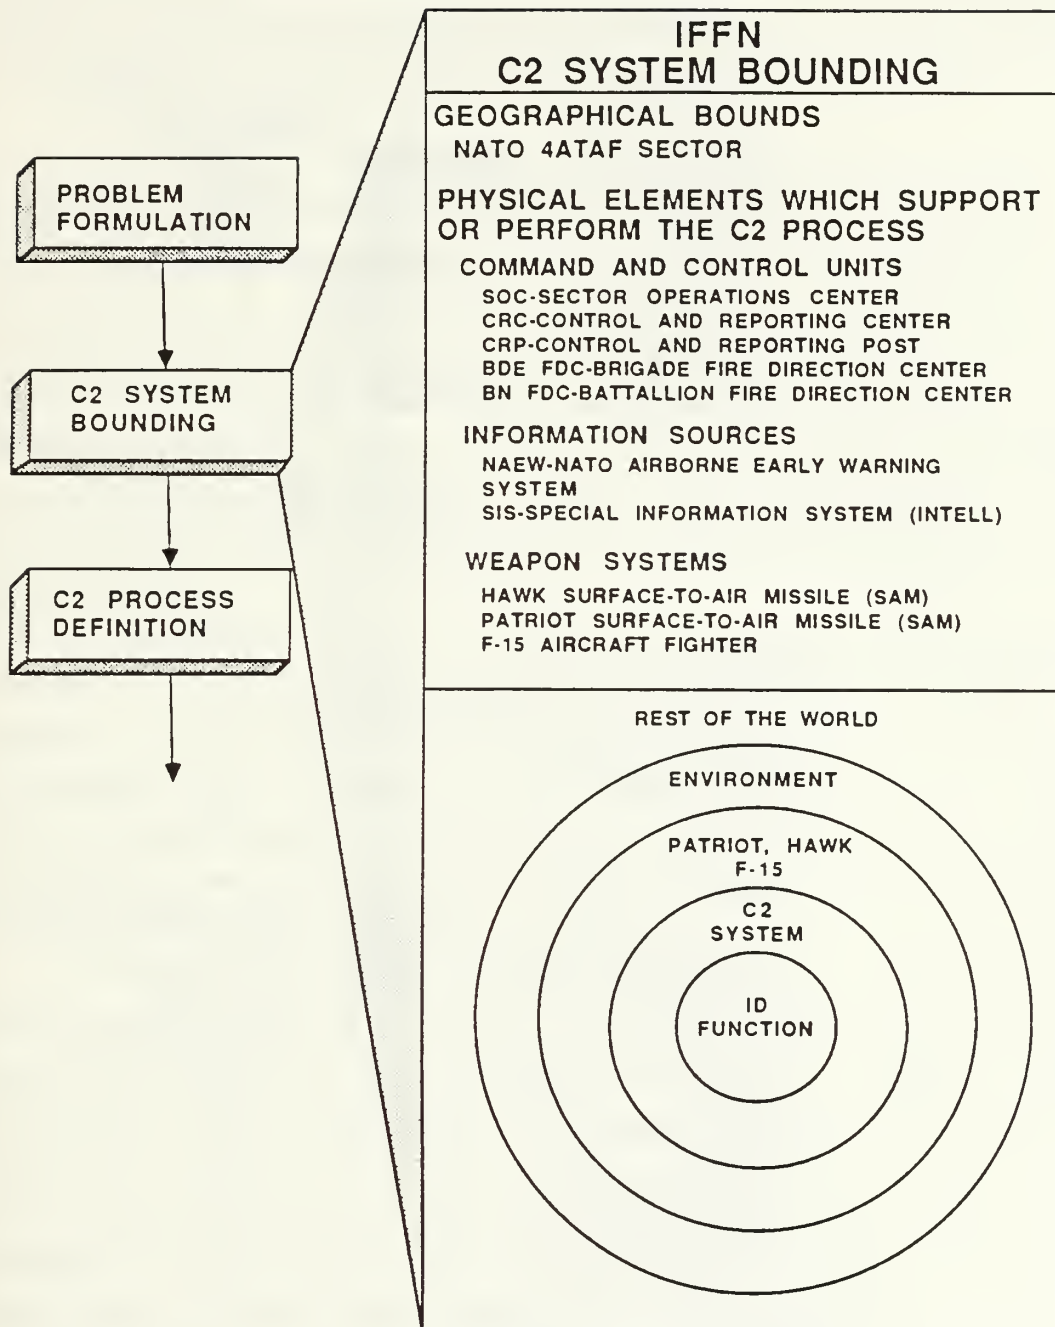 PROBLEM
FORMULATION
C2 SYSTEM
BOUNDING
C2 PROCESS
DEFINITION
IFFN
C2 SYSTEM BOUNDING
GEOGRAPHICAL BOUNDS
NATO 4ATAF SECTOR
PHYSICAL ELEMENTS WHICH SUPPORT
OR PERFORM THE C2 PROCESS
COMMAND AND CONTROL UNITS
SOC-SECTOR OPERATIONS CENTER
CRC-CONTROL AND REPORTING CENTER
CRP-CONTROL AND REPORTING POST
BDE FDC-BRIGADE FIRE DIRECTION CENTER
BN FDC-BATTALLION FIRE DIRECTION CENTER
INFORMATION SOURCES
NAEW-NATO AIRBORNE EARLY WARNING
SYSTEM
SIS-SPECIAL INFORMATION SYSTEM (INTELL)
WEAPON SYSTEMS
HAWK SURFACE-TO-AIR MISSILE (SAM)
PATRIOT SURFACE-TO-AIR MISSILE (SAM)
F-15 AIRCRAFT FIGHTER
REST OF THE WORLD
ENVIRONMENT
PATRIOT, HAWK
F-15
C2
SYSTEM
ID
FUNCTION